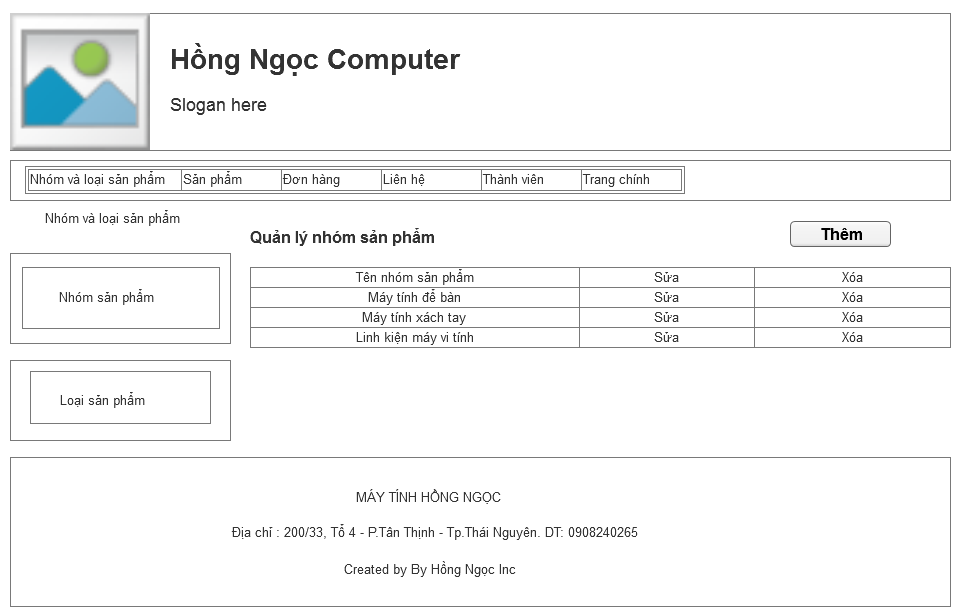 Hồng Ngọc Computer
Slogan here
Nhóm và loại sản phẩm Sản phẩm Đơn hàng Liên hệ Thành viên Trang chính
Nhóm và loại sản phẩm
Quản lý nhóm sản phẩm Thêm
Tên nhóm sản phẩm Sửa Xóa
Máy tính để bàn Sửa Xóa
Máy tính xách tay Sửa Xóa
Linh kiện máy vi tính Sửa Xóa
Nhóm sản phẩm
Loại sản phẩm
MÁY TÍNH HỒNG NGỌC
Địa chỉ : 200/33, Tổ 4 - P.Tân Thịnh - Tp.Thái Nguyên. DT: 0908240265
Created by By Hồng Ngọc Inc